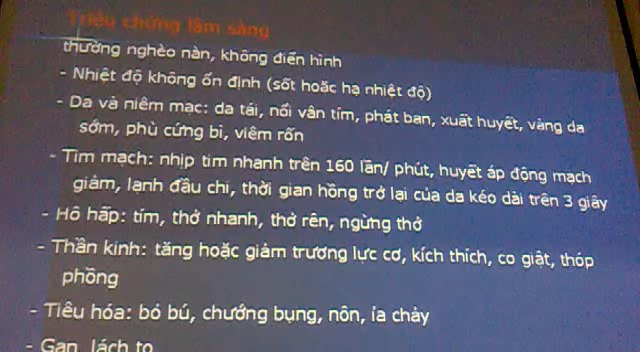 Triệu chứng lâm sàng
thường nghèo nàn, không điển hình
- Nhiệt độ không ổn định (sốt hoặc hạ nhiệt độ)
- Da và niêm mạc: da tái, nổi vân tím, phát ban, xuất huyết, vàng da
sớm, phù cứng bì, viêm rốn
- Tim mạch: nhịp tim nhanh trên 160 lần/ phút, huyết áp động mạch
giảm, lạnh đầu chi, thời gian hồng trở lại của da kéo dài trên 3 giây
- Hô hấp: tím, thở nhanh, thở rên, ngừng thở
- Thần kinh: tăng hoặc giảm trương lực cơ, kích thích, co giật, thóp
phồng
- Tiêu hóa: bỏ bú, chướng bụng, nôn, ỉa chảy
- Gan, lách to